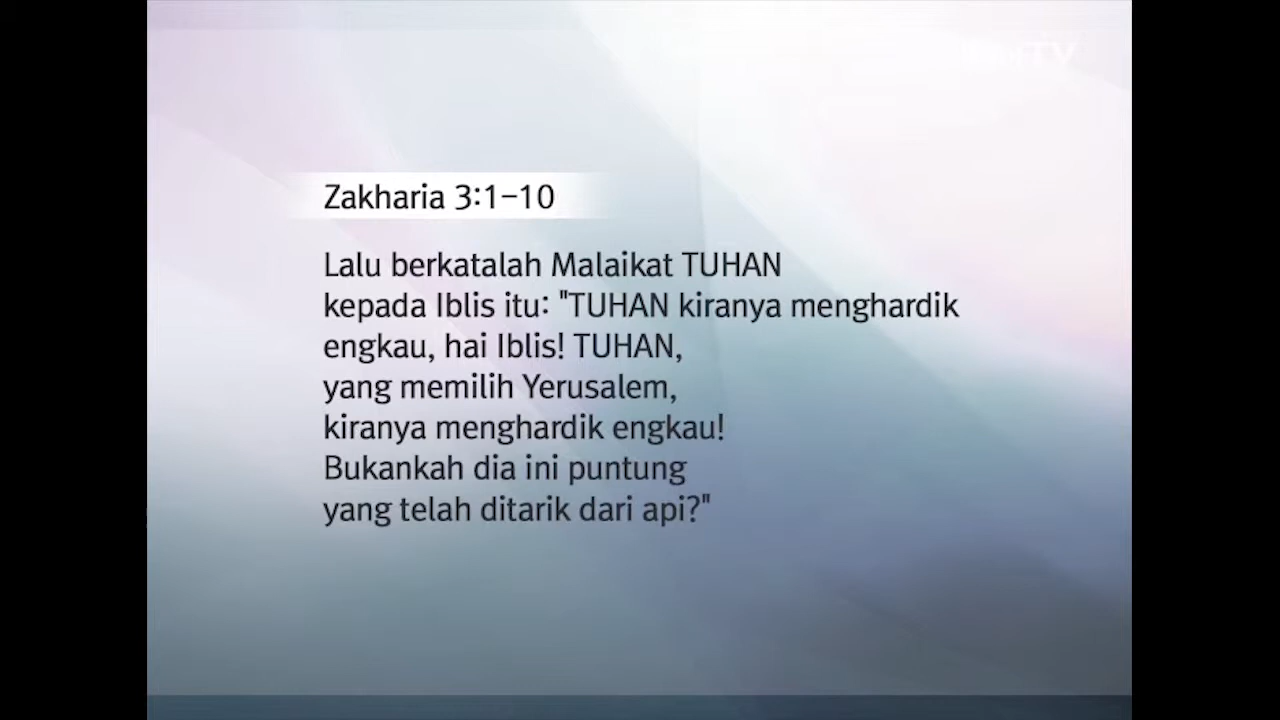 Zakharia 3:1-10
Lalu berkatalah Malaikat TUHAN
kepada Iblis itu: "TUHAN kiranya menghardik
engkau, hai Iblis! TUHAN,
yang memilih Yerusalem,
kiranya menghardik engkau!
Bukankah dia ini puntung
yang telah ditarik dari api?"